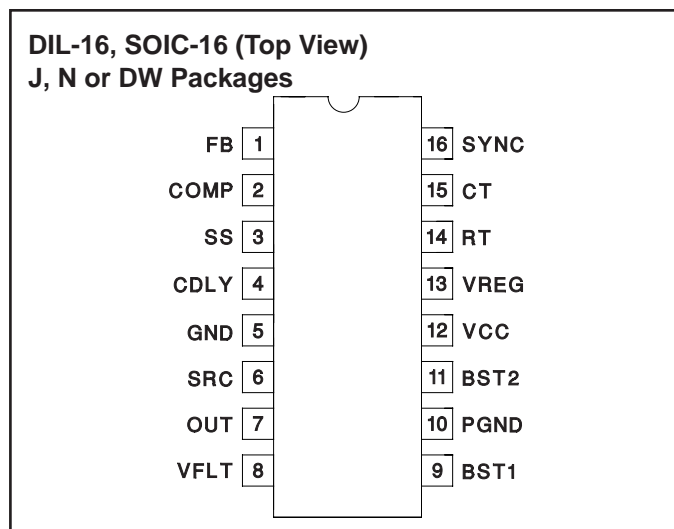 DIL-16, SOIC-16 (Top View)
J, N or DW Packages
FB 1 16 SYNC
COMP 2 15 CT
SS 3 14 RT
CDLY 4 13 VREG
GND 5 12 VCC
SRC 6 11 BST2
OUT 7 10 PGND
VFLT 8 9 BST1